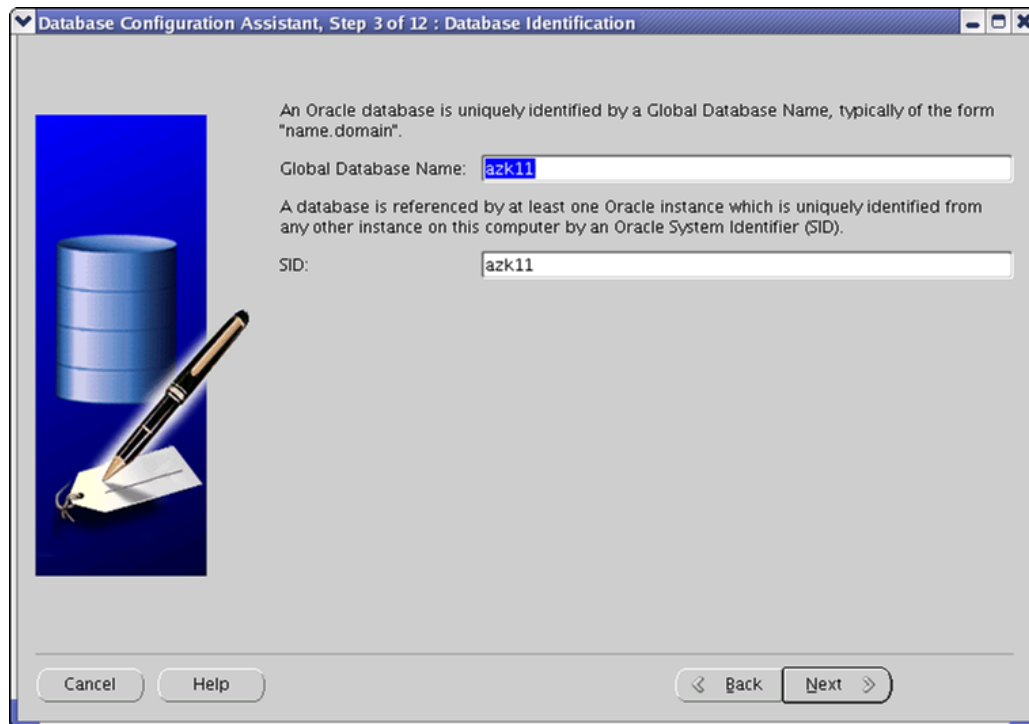 Database Configuration Assistant, Step 3 of 12 : Database Identification
An Oracle database is uniquely identified by a Global Database Name, typically of the form
"name.domain".
Global Database Name: azk11
A database is referenced by at least one Oracle instance which is uniquely identified from
any other instance on this computer by an Oracle System Identifier (SID).
SID: azk11
Cancel Help Back Next